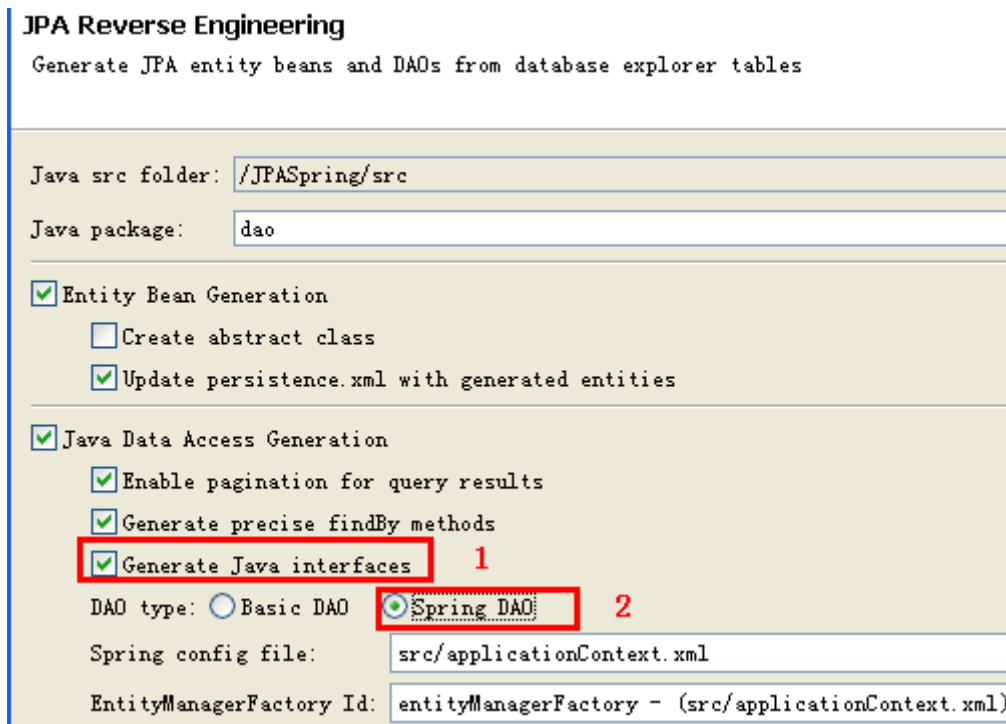 JPA Reverse Engineering
Generate JPA entity beans and DAOs from database explorer tables
Java src folder: /JPASpring/src
Java package: dao
Entity Bean Generation
Create abstract class
Update persistence.xml with generated entities
Java Data Access Generation
Enable pagination for query results
Generate precise findBy methods
Generate Java interfaces 1
DAO type: Basic DAO Spring DAO 2
Spring config file: src/applicationContext.xml
EntityManagerFactory Id: entityManagerFactory - (src/applicationContext.xml)